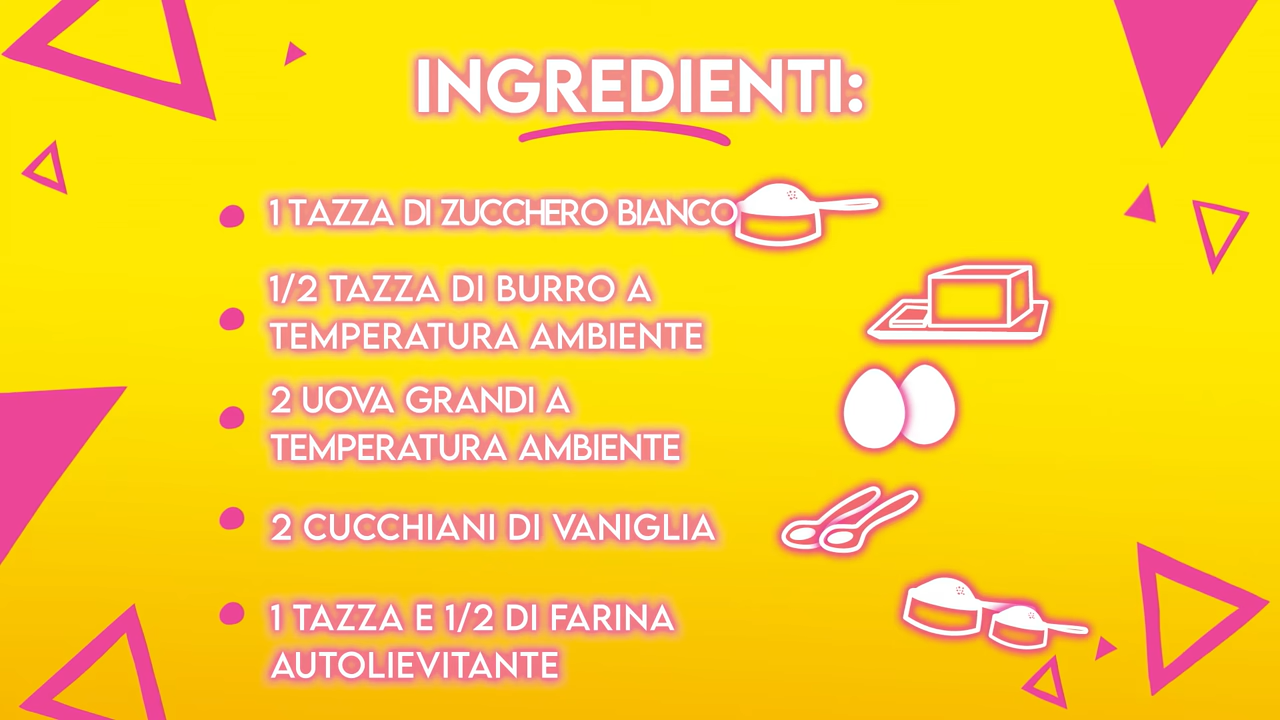 INGREDIENTI:
1 TAZZA DI ZUCCHERO BIANCO
1/2 TAZZA DI BURRO A
TEMPERATURA AMBIENTE
2 UOVA GRANDI A
TEMPERATURA AMBIENTE
2 CUCCHIANI DI VANIGLIA
1 TAZZA E 1/2 DI FARINA
AUTOLIEVITANTE